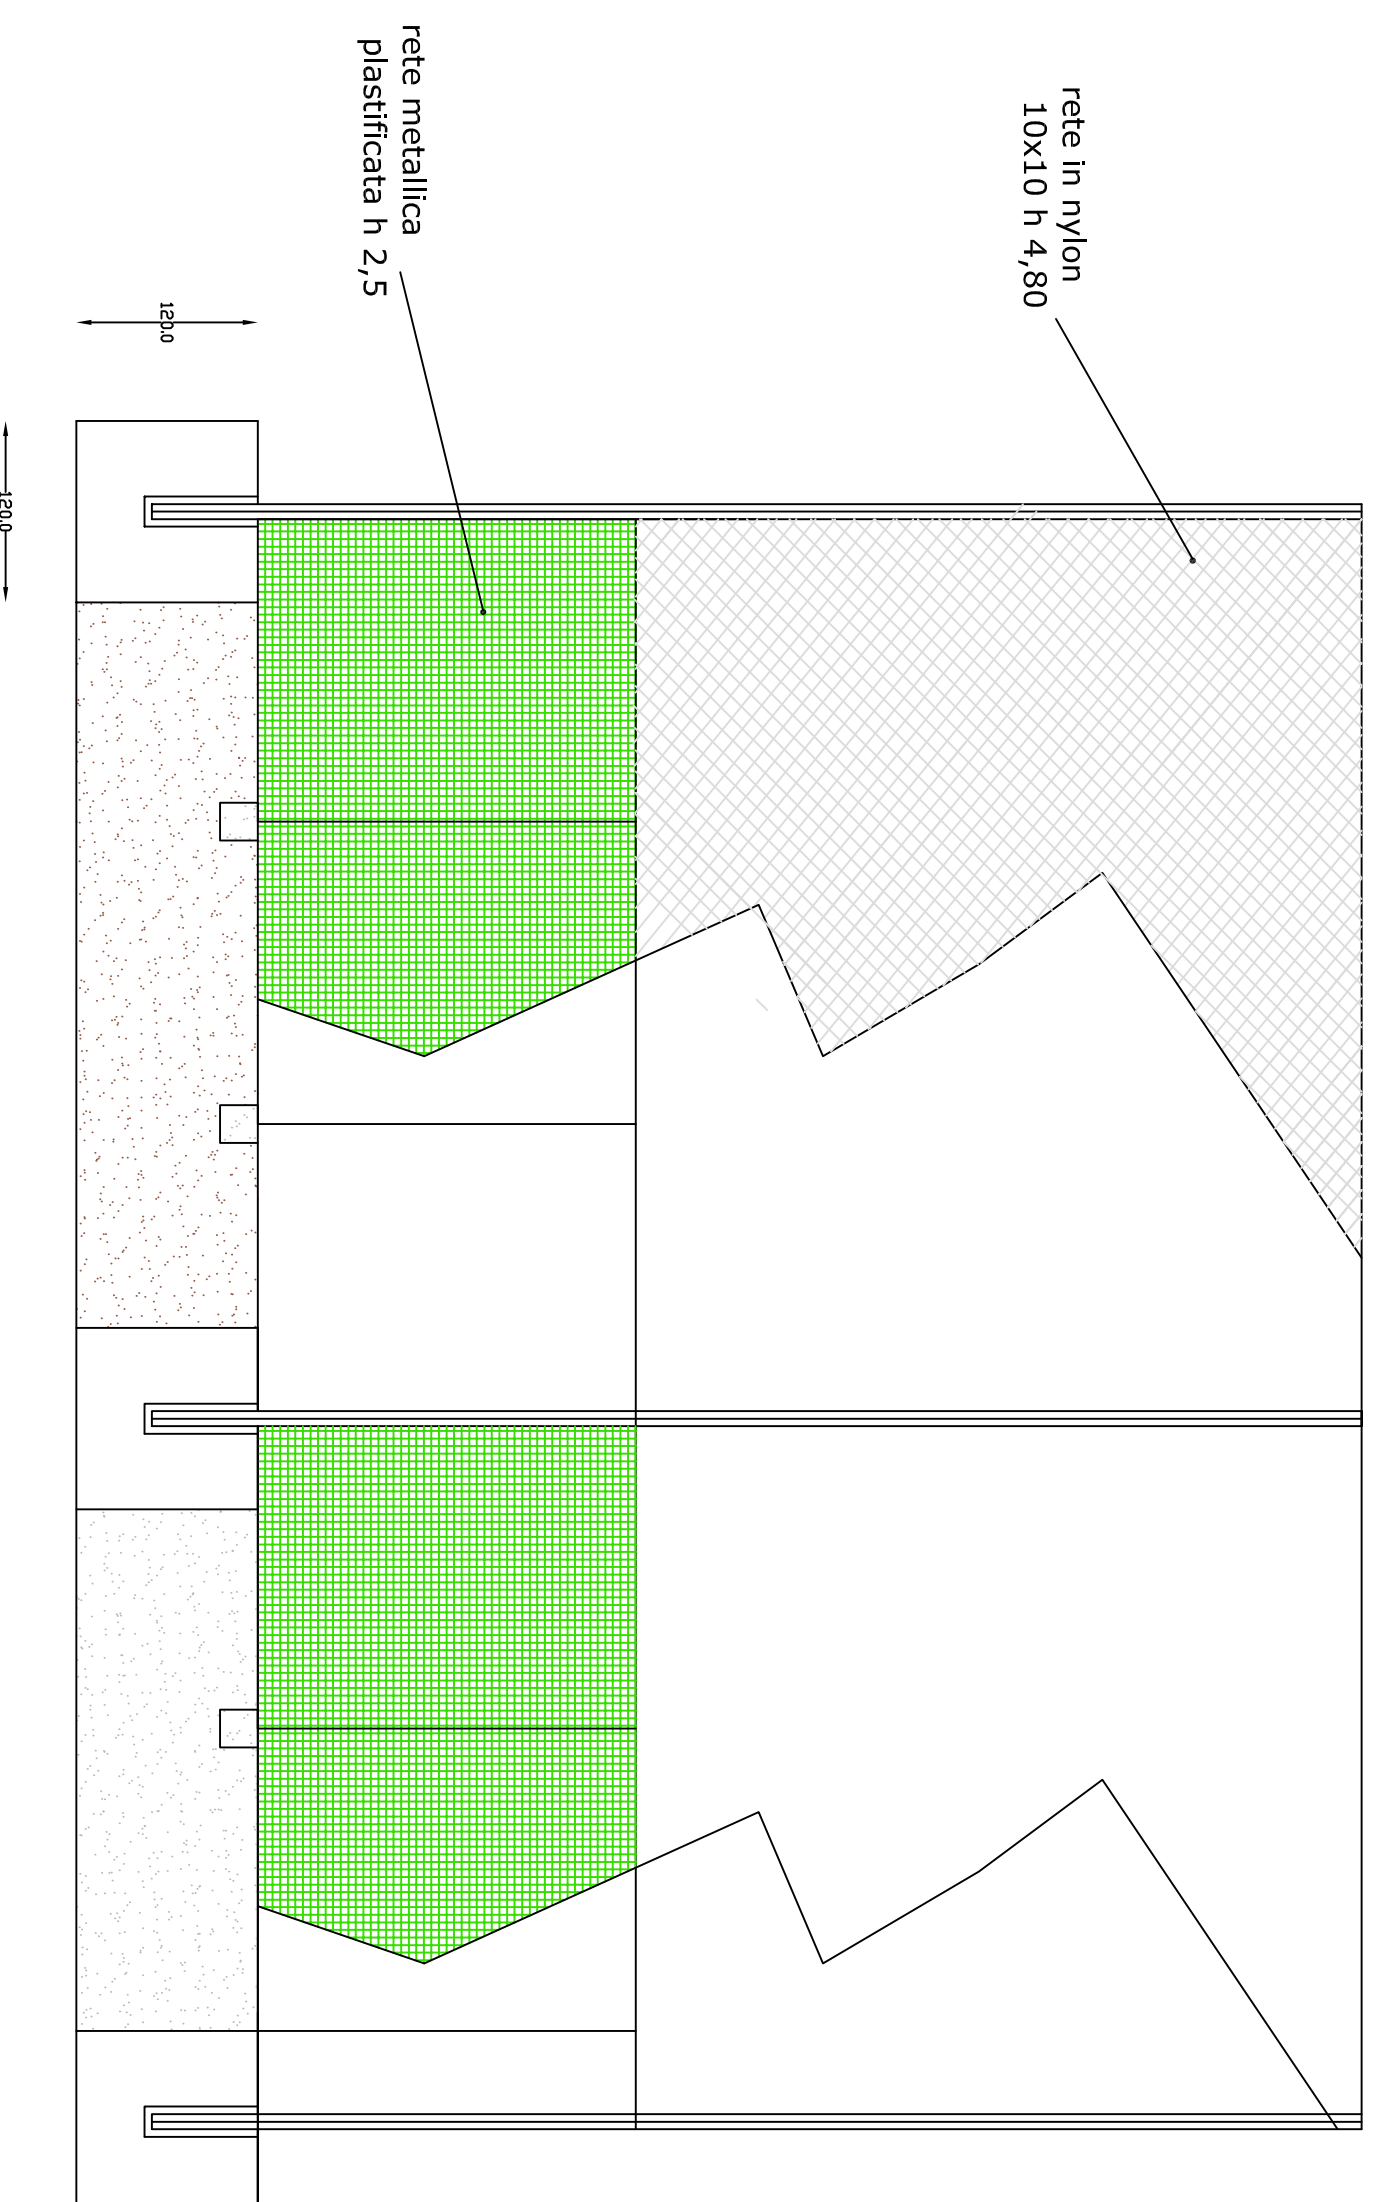 rete in nylon
10x10 h 4,80
rete metallica
plastificata h 2,5
120.0
120.0